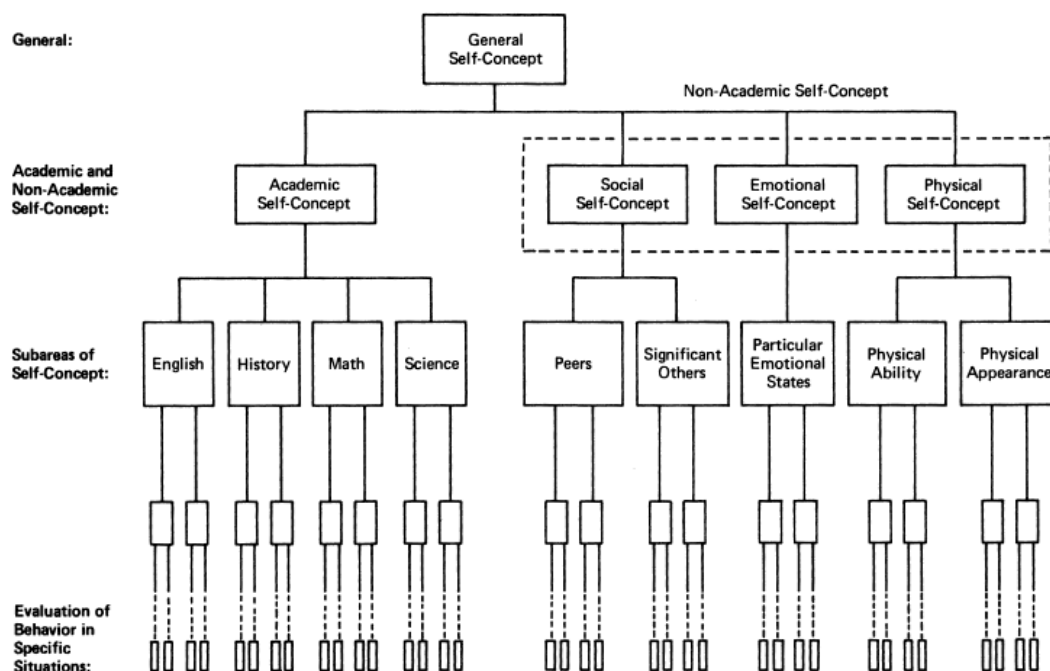 General:
General
Self-Concept
Non-Academic Self-Concept
Academic and
Non-Academic
Self-Concept:
Academic
Self-Concept
Social
Self-Concept
Emotional
Self-Concept
Physical
Self-Concept
Subareas of
Self-Concept:
English
History
Math
Science
Peers
Significant
Others
Particular
Emotional
States
Physical
Ability
Physical
Appearance
Evaluation of
Behavior in
Specific
Situations: